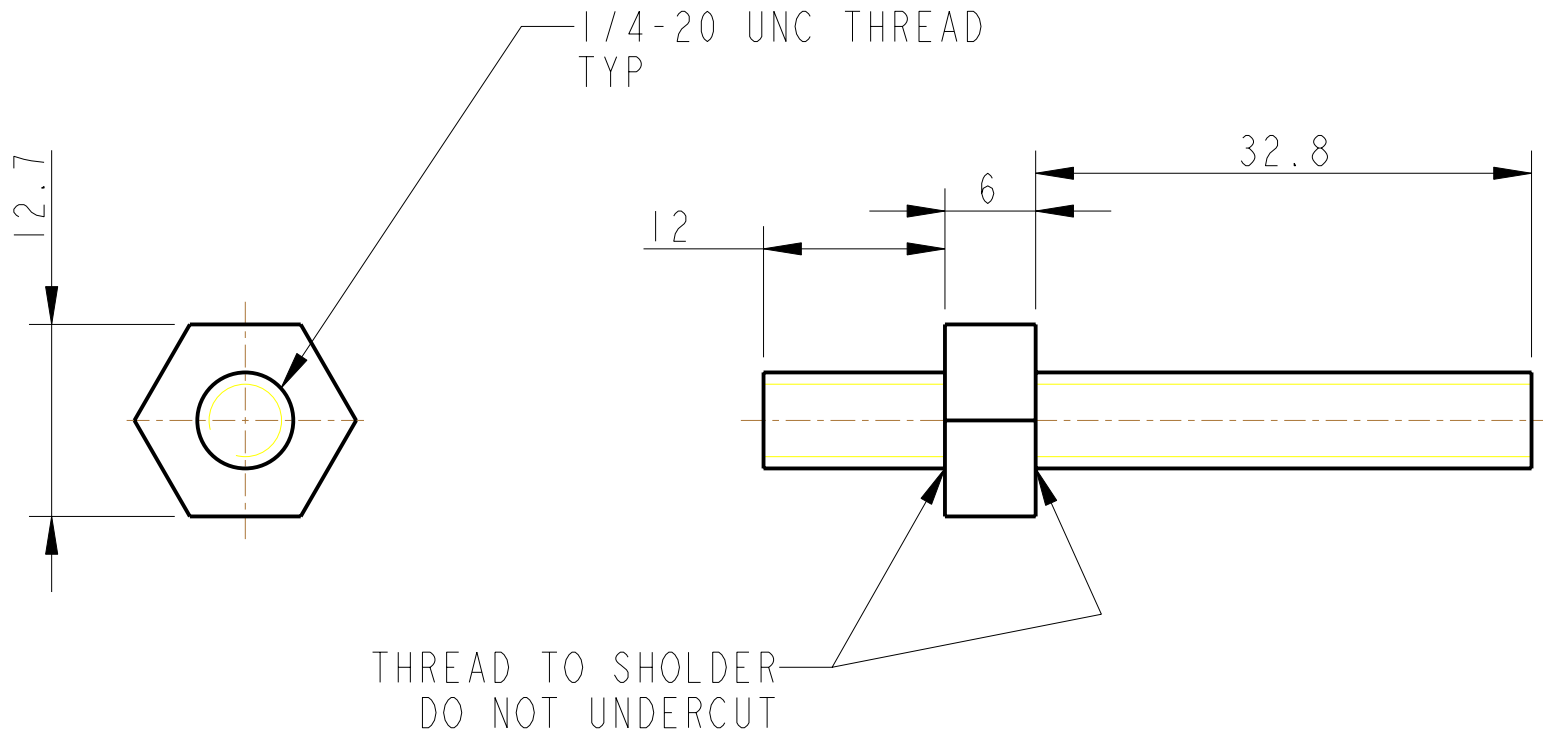 1/4-20 UNC THREAD
TYP
12.7
32.8
6
12
THREAD TO SHOLDER
DO NOT UNDERCUT